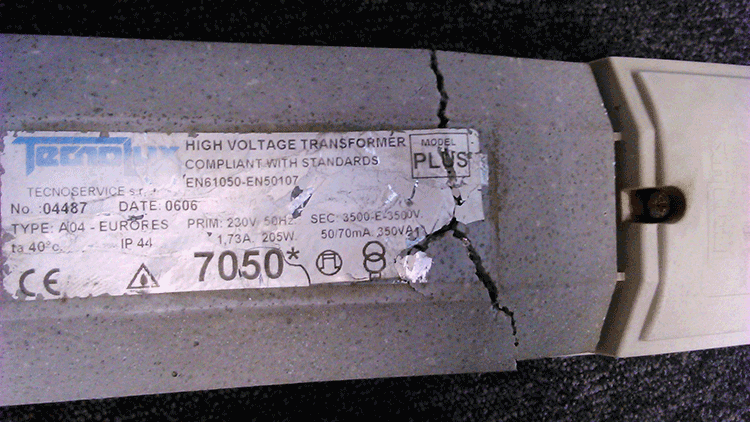 Tecnolux
HIGH VOLTAGE TRANSFORMER
COMPLIANT WITH STANDARDS
EN61050-EN50107
MODEL
PLUS
TECNOSERVICE s.r.
No. :04487 DATE: 0606
TYPE: A04 - EURORES
ta 40°c IP 44
PRIM: 230V 50Hz
1,73A. 205W.
SEC 3500-E-3500V.
50/70mA. 350VA
7050*
CE